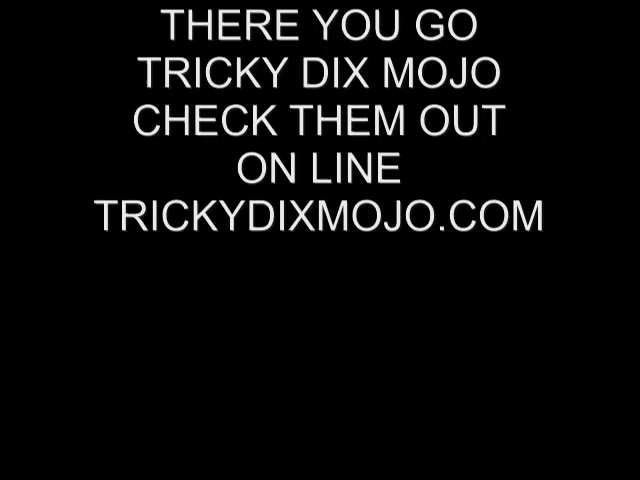 THERE YOU GO
TRICKY DIX MOJO
CHECK THEM OUT
ON LINE
TRICKYDIXMOJO.COM